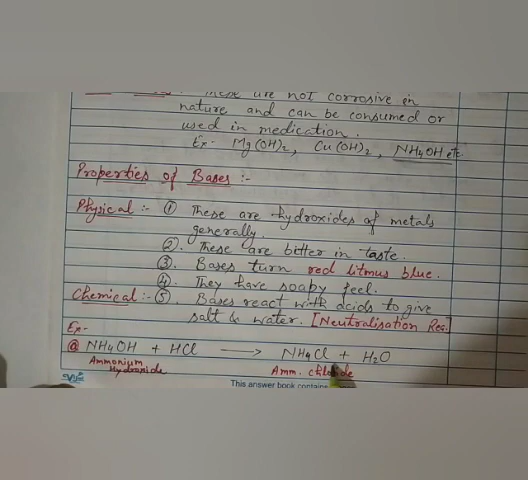 These are not corrosive in
nature and can be consumed or
used in medication.
Ex- Mg(OH)2, Cu(OH)2, NH4OH etc
Properties of Bases :-
Physical :- ① These are hydroxides of metals
generally.
②. These are bitter in taste.
③. Bases turn red litmus blue.
④. They have soapy feel.
Chemical :- ⑤ Bases react with acids to give
salt & water. [Neutralisation Rea.]
Ex-
ⓐ NH4OH + HCl ⟶ NH4Cl + H2O
Ammonium Hydroxide
Amm. chloride
This answer book contains